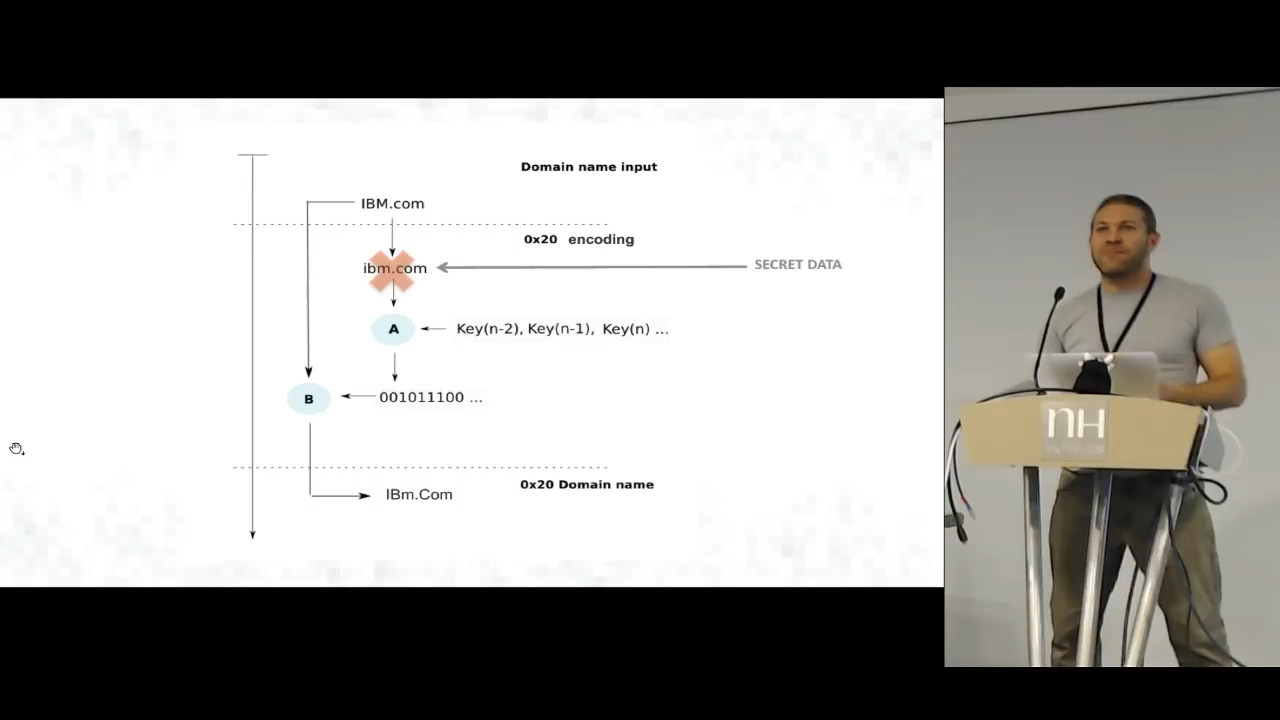 Domain name input
IBM.com
0x20 encoding
ibm.com
SECRET DATA
A
Key(n-2), Key(n-1), Key(n) ...
B
001011100 ...
IBm.Com
0x20 Domain name
nH